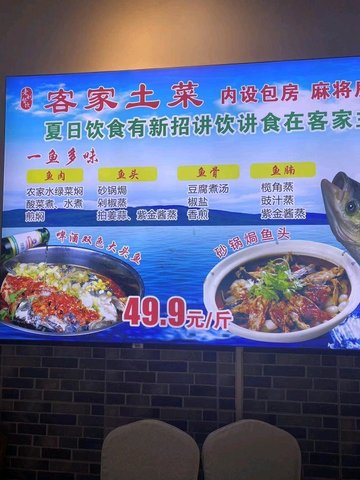 客家土菜 内设包房 麻将
夏日饮食有新招讲饮讲食在客家
一鱼多味
鱼肉 鱼头 鱼骨 鱼腩
农家水绿菜焖 砂锅焗 豆腐煮汤 榄角蒸
酸菜煮、水煮 剁椒蒸 椒盐 豉汁蒸
煎焖 拍姜蒜、紫金酱蒸 香煎 紫金酱蒸
啤酒双色大头鱼
砂锅焗鱼头
49.9元/斤